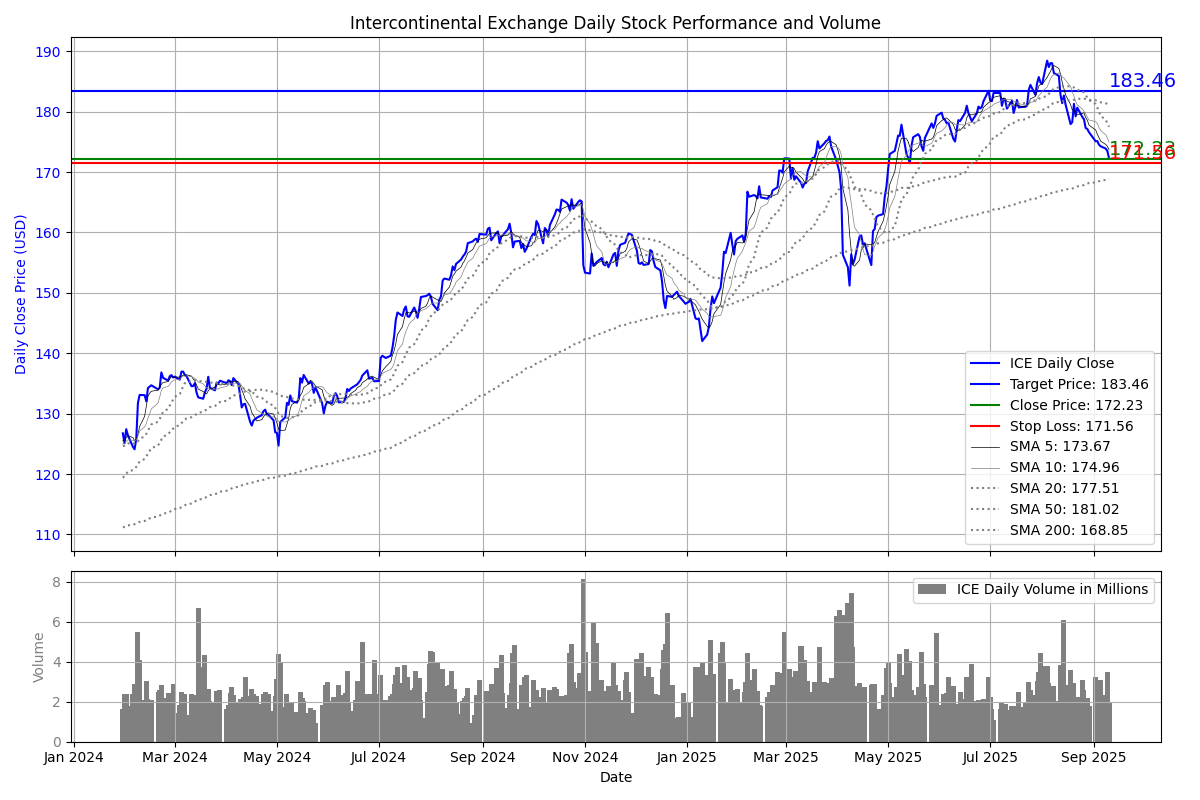 Intercontinental Exchange Daily Stock Performance and Volume
Daily Close Price (USD)
190
180
170
160
150
140
130
120
110
183.46
172.23
171.56
ICE Daily Close
Target Price: 183.46
Close Price: 172.23
Stop Loss: 171.56
SMA 5: 173.67
SMA 10: 174.96
SMA 20: 177.51
SMA 50: 181.02
SMA 200: 168.85
Volume
8
6
4
2
0
ICE Daily Volume in Millions
Jan 2024
Mar 2024
May 2024
Jul 2024
Sep 2024
Nov 2024
Jan 2025
Mar 2025
May 2025
Jul 2025
Sep 2025
Date